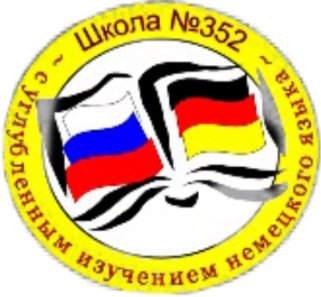 Школа №352
~ с углубленным изучением немецкого языка ~